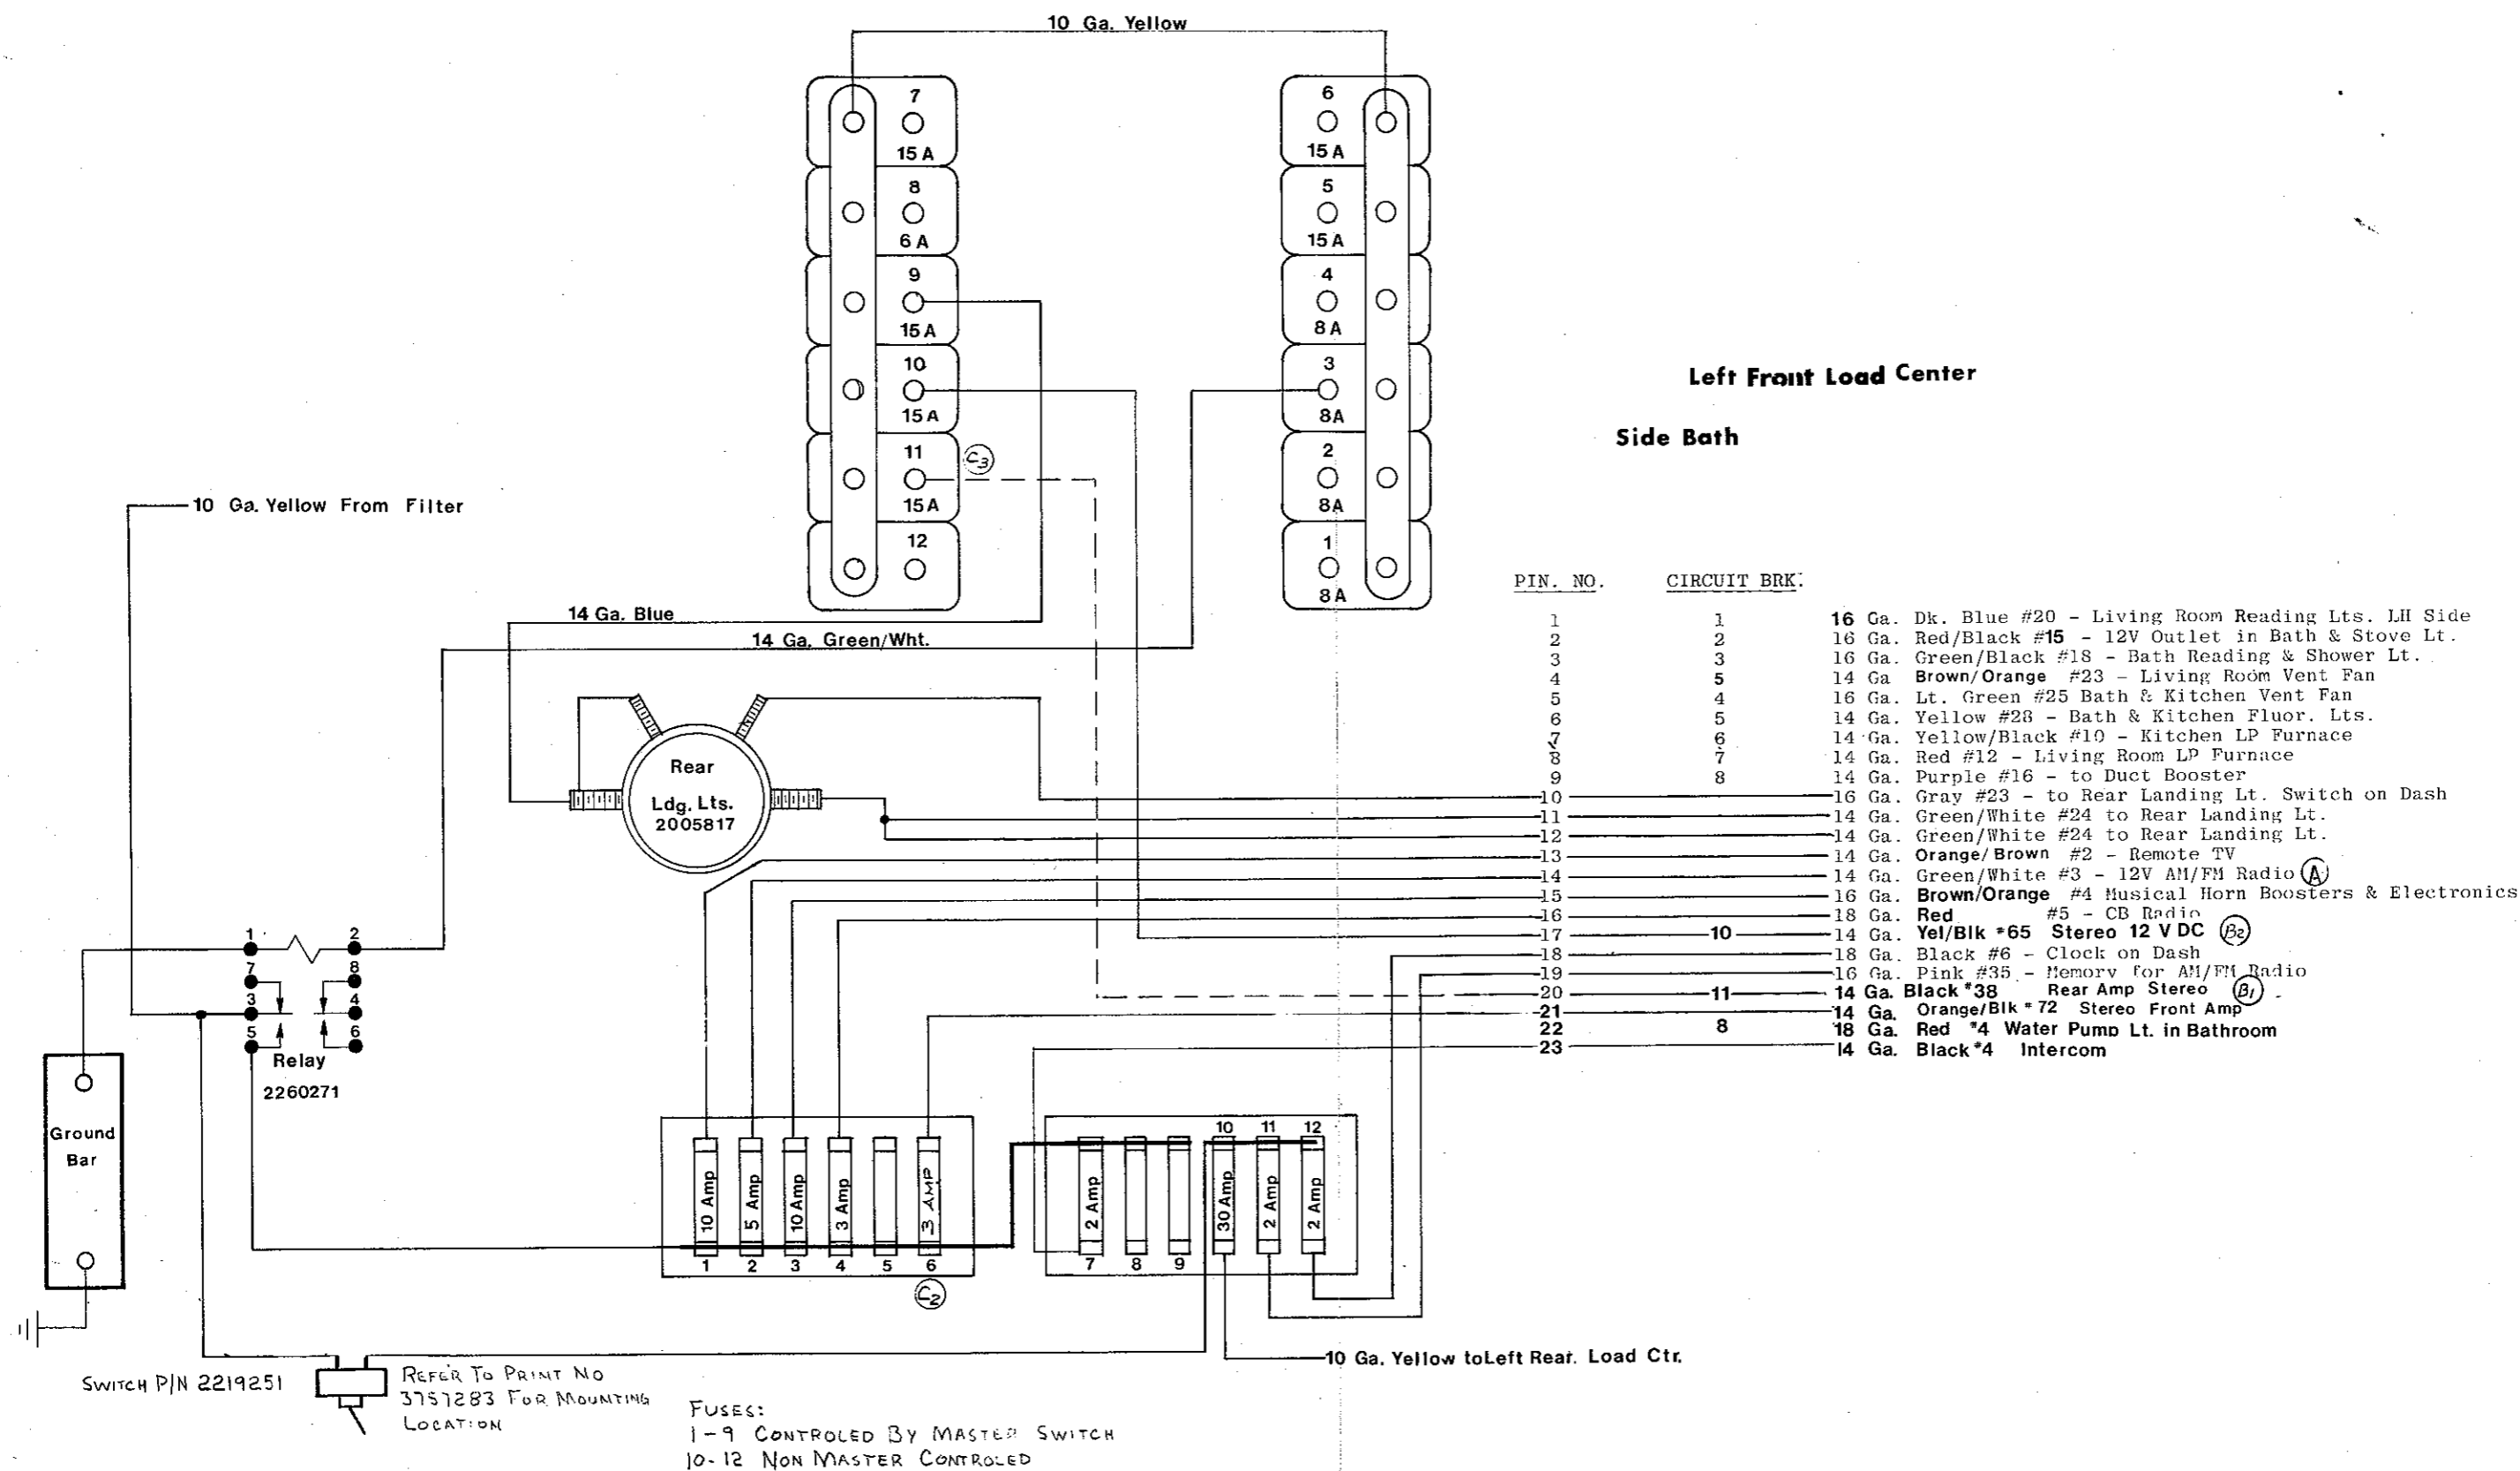 10 Ga. Yellow
7
15 A
8
6 A
9
15 A
10
15 A
11
15 A
C3
12
6
15 A
5
15 A
4
8 A
3
8A
2
8A
1
8 A
Left Front Load Center
Side Bath
10 Ga. Yellow From Filter
14 Ga. Blue
14 Ga. Green/Wht.
Rear
Ldg. Lts.
2005817
PIN. NO. CIRCUIT BRK.
1 1 16 Ga. Dk. Blue #20 - Living Room Reading Lts. LH Side
2 2 16 Ga. Red/Black #15 - 12V Outlet in Bath & Stove Lt.
3 3 16 Ga. Green/Black #18 - Bath Reading & Shower Lt.
4 5 14 Ga Brown/Orange #23 - Living Room Vent Fan
5 4 16 Ga. Lt. Green #25 Bath & Kitchen Vent Fan
6 5 14 Ga. Yellow #28 - Bath & Kitchen Fluor. Lts.
7 6 14 Ga. Yellow/Black #10 - Kitchen LP Furnace
8 7 14 Ga. Red #12 - Living Room LP Furnace
9 8 14 Ga. Purple #16 - to Duct Booster
10 16 Ga. Gray #23 - to Rear Landing Lt. Switch on Dash
11 14 Ga. Green/White #24 to Rear Landing Lt.
12 14 Ga. Green/White #24 to Rear Landing Lt.
13 14 Ga. Orange/Brown #2 - Remote TV
14 14 Ga. Green/White #3 - 12V AM/FM Radio A
15 16 Ga. Brown/Orange #4 Musical Horn Boosters & Electronics
16 18 Ga. Red #5 - CB Radio
17 10 14 Ga. Yel/Blk #65 Stereo 12 V DC B2
18 18 Ga. Black #6 - Clock on Dash
19 16 Ga. Pink #35 - Memory for AM/FM Radio
20 11 14 Ga. Black #38 Rear Amp Stereo B1
21 14 Ga. Orange/Blk #72 Stereo Front Amp
22 8 18 Ga. Red #4 Water Pump Lt. in Bathroom
23 14 Ga. Black #4 Intercom
1 2
7 8
3 4
5 6
Relay
2260271
Ground
Bar
10 Amp
5 Amp
10 Amp
3 Amp
3 AMP
1 2 3 4 5 6
C2
10 11 12
2 Amp
30 Amp
2 Amp
2 Amp
7 8 9
10 Ga. Yellow to Left Rear. Load Ctr.
SWITCH P/N 2219251
REFER TO PRINT NO
3757283 FOR MOUNTING
LOCATION
FUSES:
1-9 CONTROLED BY MASTER SWITCH
10-12 NON MASTER CONTROLED